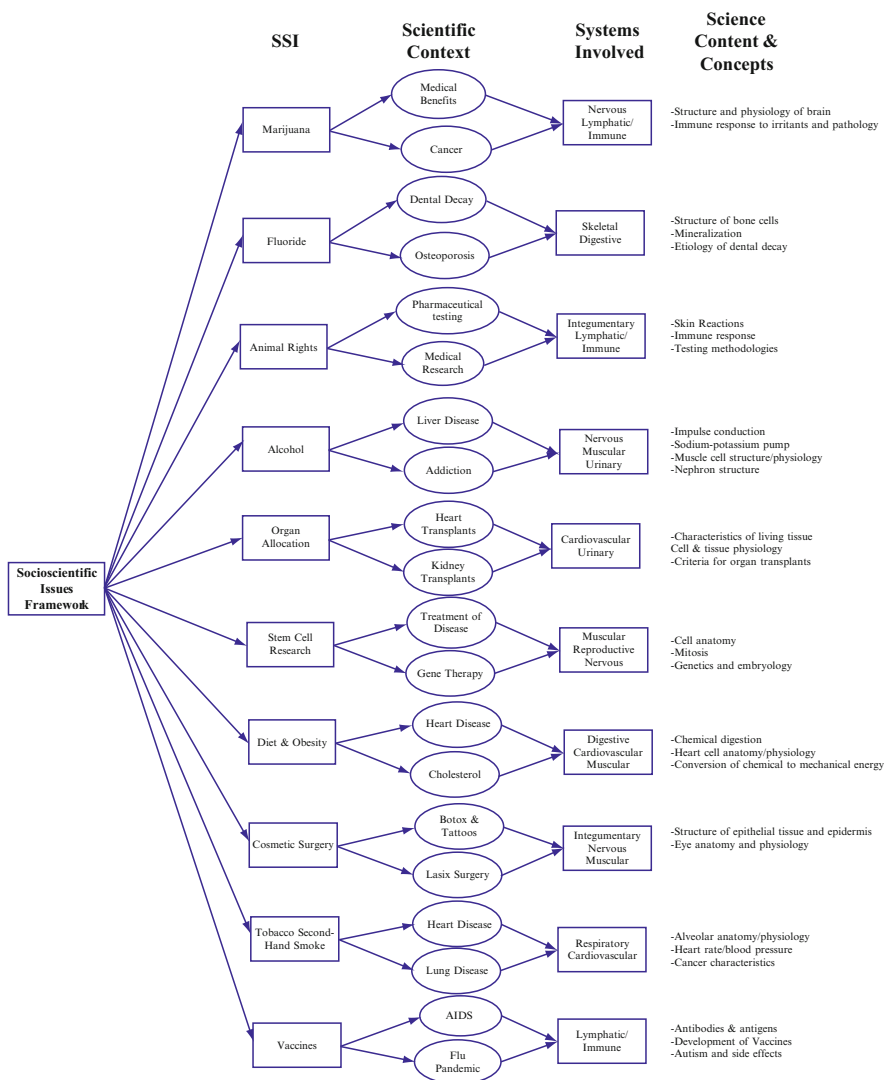 SSI
Scientific
Context
Systems
Involved
Science
Content &
Concepts
Socioscientific
Issues
Framework
Marijuana
Medical
Benefits
Cancer
Nervous
Lymphatic/
Immune
-Structure and physiology of brain
-Immune response to irritants and pathology
Fluoride
Dental Decay
Osteoporosis
Skeletal
Digestive
-Structure of bone cells
-Mineralization
-Etiology of dental decay
Animal Rights
Pharmaceutical
testing
Medical
Research
Integumentary
Lymphatic/
Immune
-Skin Reactions
-Immune response
-Testing methodologies
Alcohol
Liver Disease
Addiction
Nervous
Muscular
Urinary
-Impulse conduction
-Sodium-potassium pump
-Muscle cell structure/physiology
-Nephron structure
Organ
Allocation
Heart
Transplants
Kidney
Transplants
Cardiovascular
Urinary
-Characteristics of living tissue
Cell & tissue physiology
-Criteria for organ transplants
Stem Cell
Research
Treatment of
Disease
Gene Therapy
Muscular
Reproductive
Nervous
-Cell anatomy
-Mitosis
-Genetics and embryology
Diet & Obesity
Heart Disease
Cholesterol
Digestive
Cardiovascular
Muscular
-Chemical digestion
-Heart cell anatomy/physiology
-Conversion of chemical to mechanical energy
Cosmetic Surgery
Botox &
Tattoos
Lasix Surgery
Integumentary
Nervous
Muscular
-Structure of epithelial tissue and epidermis
-Eye anatomy and physiology
Tobacco Second-
Hand Smoke
Heart Disease
Lung Disease
Respiratory
Cardiovascular
-Alveolar anatomy/physiology
-Heart rate/blood pressure
-Cancer characteristics
Vaccines
AIDS
Flu
Pandemic
Lymphatic/
Immune
-Antibodies & antigens
-Development of Vaccines
-Autism and side effects